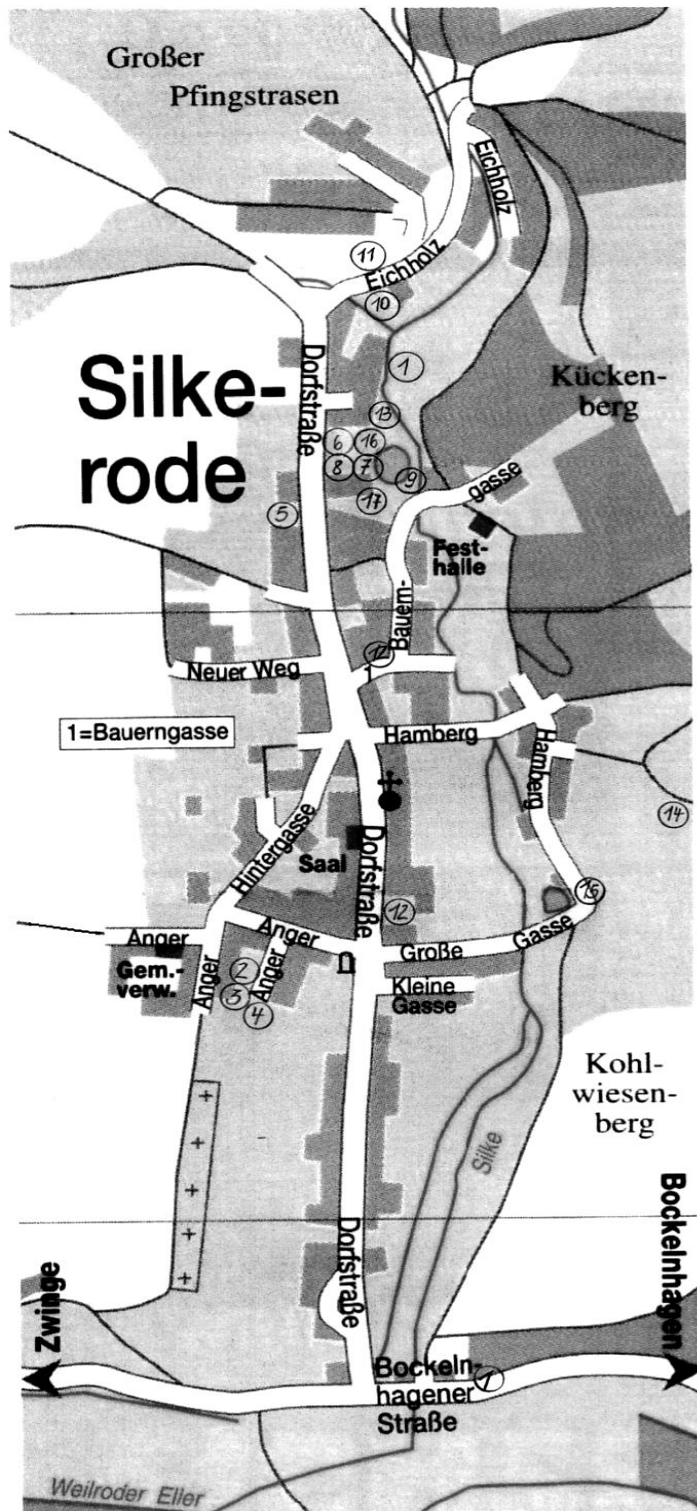 Großer
Pfingstrasen
Eichholz
11
Eichholz
10
Silke-
rode
Dorfstraße
1
Kücken-
berg
13
6 16
8 7
9
17
5
gasse
Fest-
halle
Bauern-
12
1
Neuer Weg
1=Bauerngasse
Hamberg
Hamberg
14
Hintergasse
Saal
Dorfstraße
15
12
Anger
Anger
Große Gasse
Gem.-
verw.
Anger
Anger
2
3
4
Kleine
Gasse
Kohl-
wiesen-
berg
Silke
Dorfstraße
Zwinge
Bockelnhagen
Bockeln-
hagener
Straße
1
Weilroder Eller